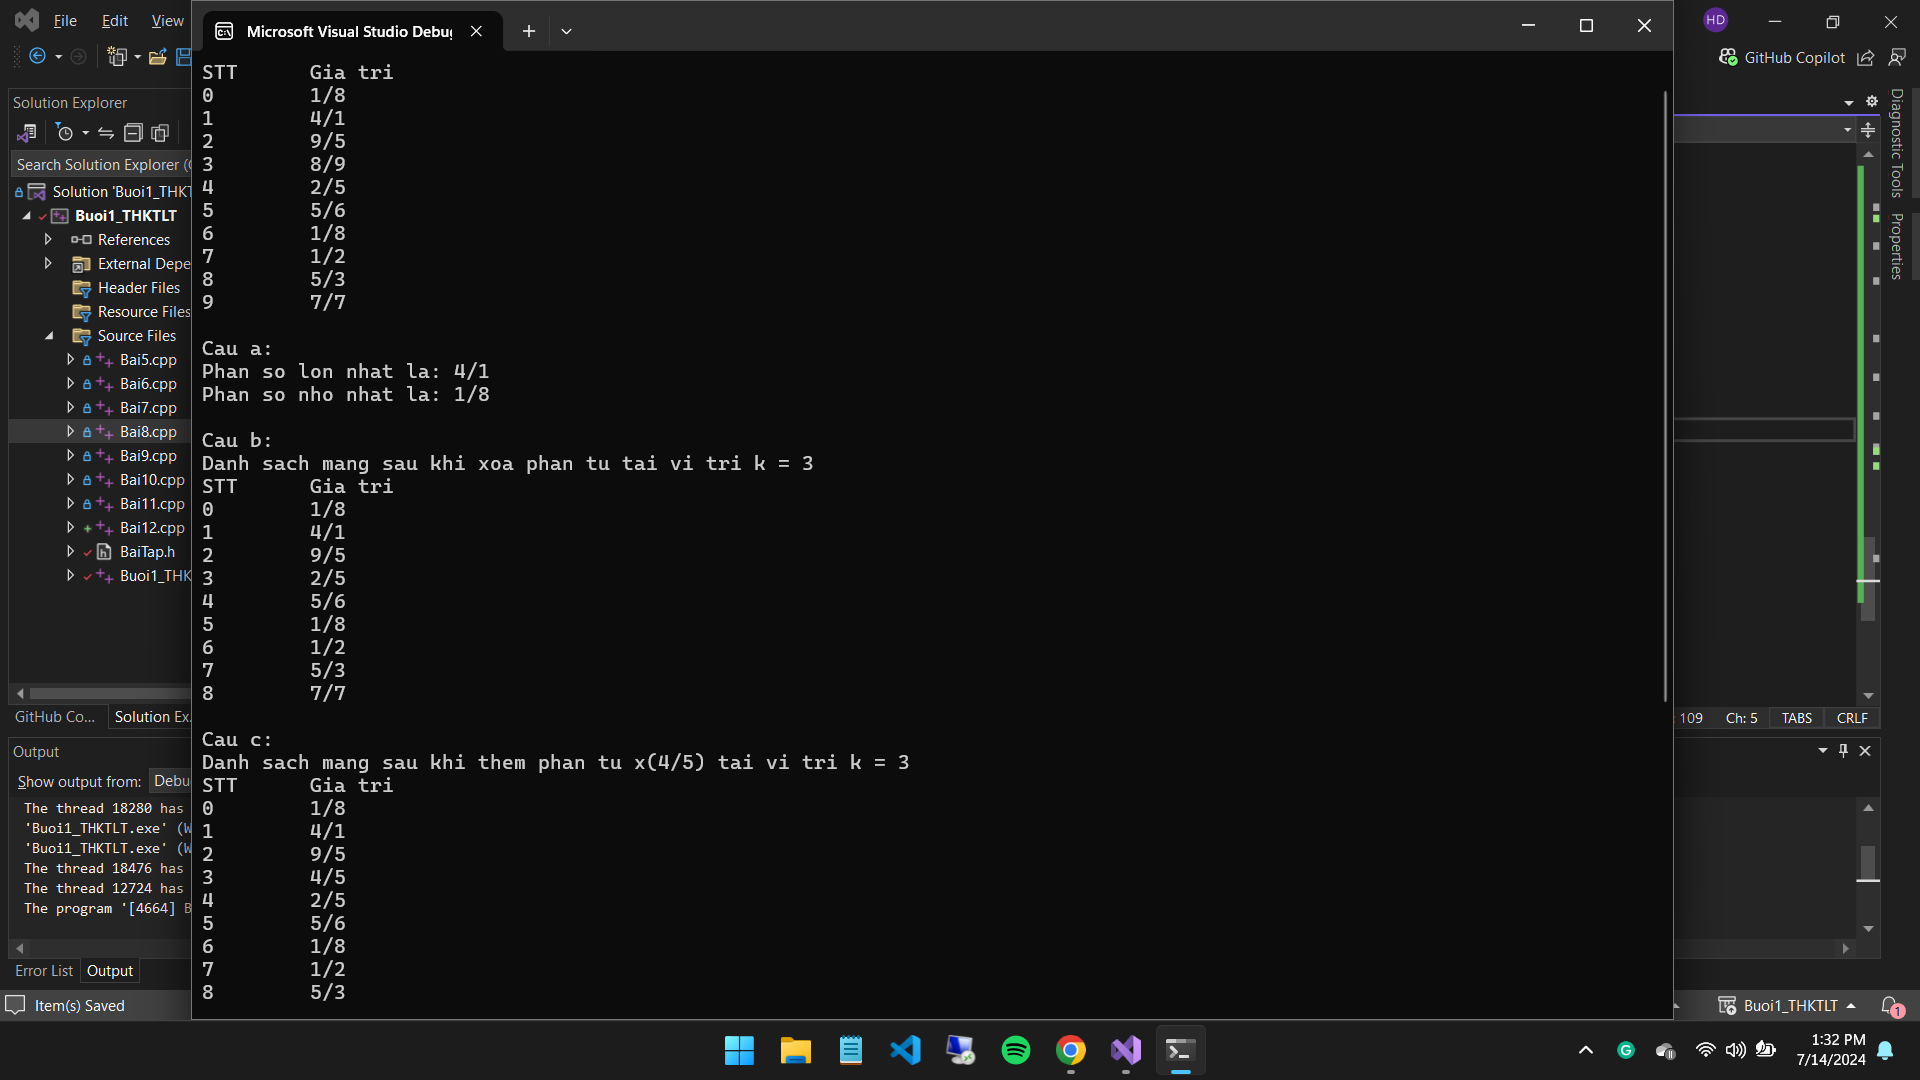 File Edit View
Microsoft Visual Studio Debug
HD
GitHub Copilot
Solution Explorer
Search Solution Explorer (
Solution 'Buoi1_THKT
Buoi1_THKTLT
References
External Depe
Header Files
Resource Files
Source Files
Bai5.cpp
Bai6.cpp
Bai7.cpp
Bai8.cpp
Bai9.cpp
Bai10.cpp
Bai11.cpp
Bai12.cpp
BaiTap.h
Buoi1_THK
GitHub Co... Solution Ex...
STT Gia tri
0 1/8
1 4/1
2 9/5
3 8/9
4 2/5
5 5/6
6 1/8
7 1/2
8 5/3
9 7/7
Cau a:
Phan so lon nhat la: 4/1
Phan so nho nhat la: 1/8
Cau b:
Danh sach mang sau khi xoa phan tu tai vi tri k = 3
STT Gia tri
0 1/8
1 4/1
2 9/5
3 2/5
4 5/6
5 1/8
6 1/2
7 5/3
8 7/7
Cau c:
Danh sach mang sau khi them phan tu x(4/5) tai vi tri k = 3
STT Gia tri
0 1/8
1 4/1
2 9/5
3 4/5
4 2/5
5 5/6
6 1/8
7 1/2
8 5/3
Diagnostic Tools
Properties
: 109 Ch: 5 TABS CRLF
Output
Show output from: Debu
The thread 18280 has
'Buoi1_THKTLT.exe' (W
'Buoi1_THKTLT.exe' (W
The thread 18476 has
The thread 12724 has
The program '[4664] B
Error List Output
Item(s) Saved
Buoi1_THKTLT
1
1:32 PM
7/14/2024